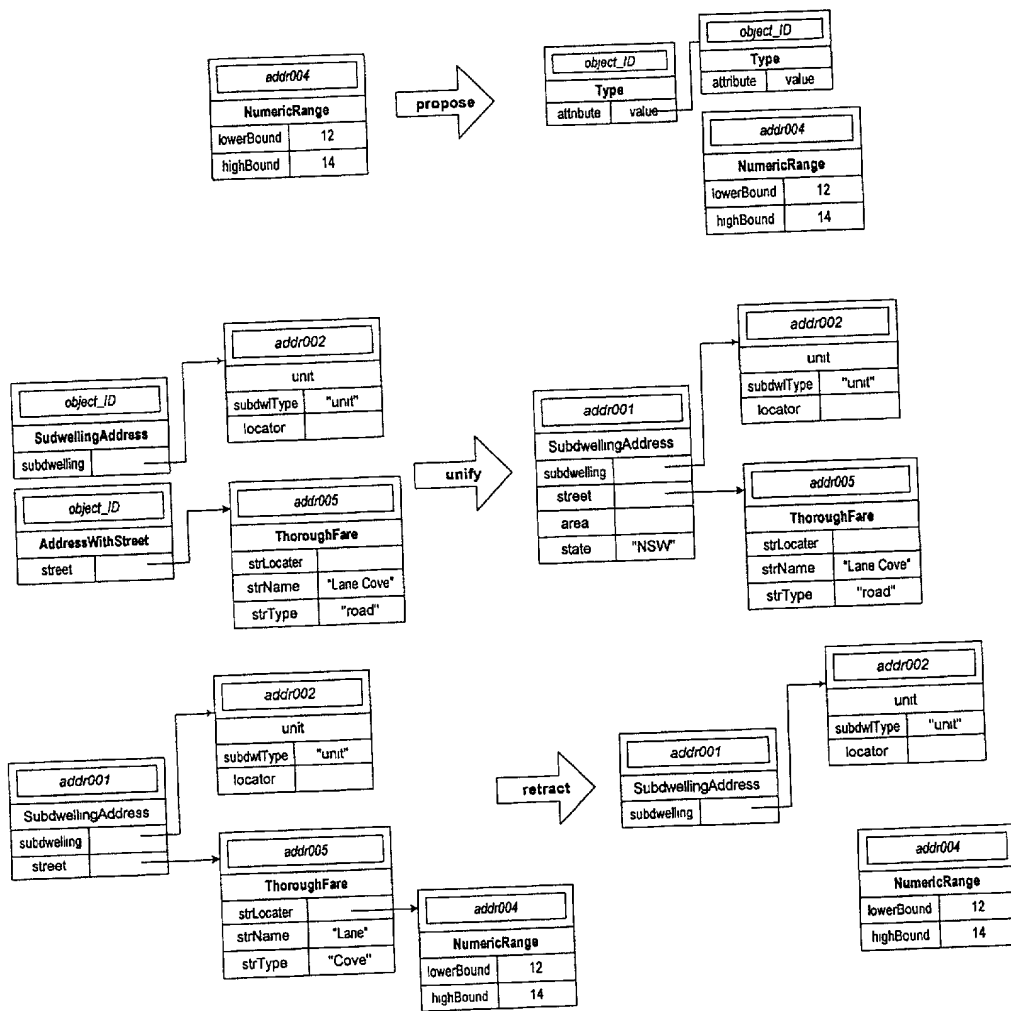 addr004
NumericRange
lowerBound 12
highBound 14
propose
object_ID
Type
attribute value
object_ID
Type
attribute value
addr004
NumericRange
lowerBound 12
highBound 14
object_ID
SudwellingAddress
subdwelling
object_ID
AddressWithStreet
street
addr002
unit
subdwlType "unit"
locator
addr005
ThoroughFare
strLocater
strName "Lane Cove"
strType "road"
unify
addr001
SubdwellingAddress
subdwelling
street
area
state "NSW"
addr002
unit
subdwlType "unit"
locator
addr005
ThoroughFare
strLocater
strName "Lane Cove"
strType "road"
addr001
SubdwellingAddress
subdwelling
street
addr002
unit
subdwlType "unit"
locator
addr005
ThoroughFare
strLocater
strName "Lane"
strType "Cove"
addr004
NumericRange
lowerBound 12
highBound 14
retract
addr001
SubdwellingAddress
subdwelling
addr002
unit
subdwlType "unit"
locator
addr004
NumericRange
lowerBound 12
highBound 14